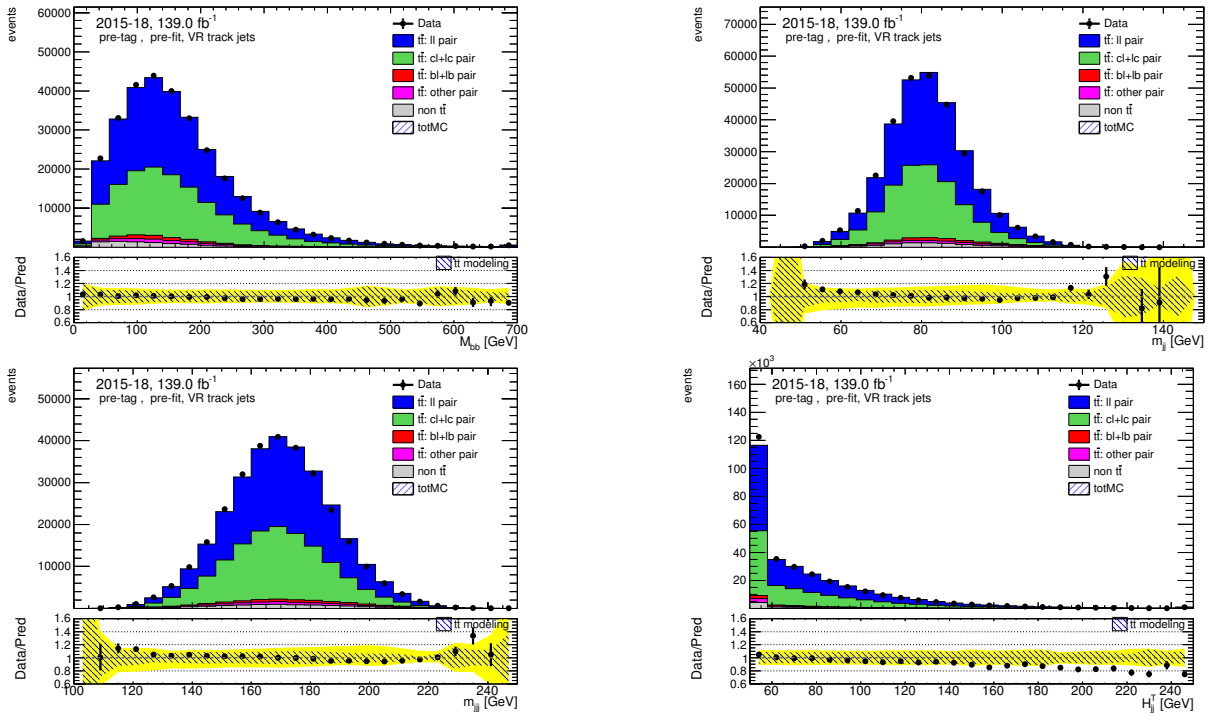 events
2015-18, 139.0 fb⁻¹
pre-tag , pre-fit, VR track jets
Data
tt̄: ll pair
tt̄: cl+lc pair
tt̄: bl+lb pair
tt̄: other pair
non tt̄
totMC
60000
50000
40000
30000
20000
10000
Data/Pred
tt̄ modeling
1.6
1.4
1.2
1
0.8
0.6
0 100 200 300 400 500 600 700
M_bb [GeV]
events
2015-18, 139.0 fb⁻¹
pre-tag , pre-fit, VR track jets
Data
tt̄: ll pair
tt̄: cl+lc pair
tt̄: bl+lb pair
tt̄: other pair
non tt̄
totMC
70000
60000
50000
40000
30000
20000
10000
Data/Pred
tt̄ modeling
1.6
1.4
1.2
1
0.8
0.6
40 60 80 100 120 140
m_jj [GeV]
events
2015-18, 139.0 fb⁻¹
pre-tag , pre-fit, VR track jets
Data
tt̄: ll pair
tt̄: cl+lc pair
tt̄: bl+lb pair
tt̄: other pair
non tt̄
totMC
50000
40000
30000
20000
10000
Data/Pred
tt̄ modeling
1.6
1.4
1.2
1
0.8
0.6
100 120 140 160 180 200 220 240
m_jjj [GeV]
events
×10³
2015-18, 139.0 fb⁻¹
pre-tag , pre-fit, VR track jets
Data
tt̄: ll pair
tt̄: cl+lc pair
tt̄: bl+lb pair
tt̄: other pair
non tt̄
totMC
160
140
120
100
80
60
40
20
Data/Pred
tt̄ modeling
1.6
1.4
1.2
1
0.8
0.6
60 80 100 120 140 160 180 200 220 240
H_jj^T [GeV]